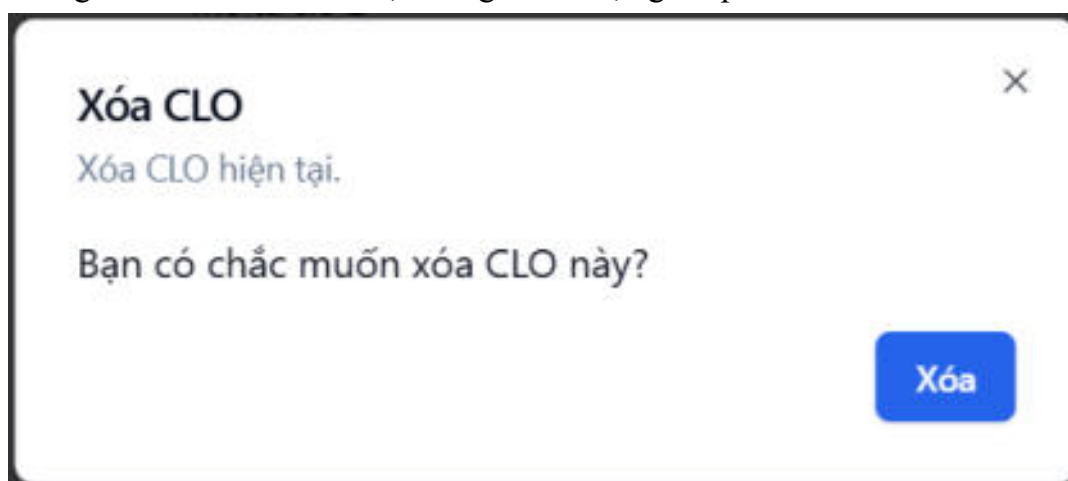 Xóa CLO
Xóa CLO hiện tại.
Bạn có chắc muốn xóa CLO này?
Xóa